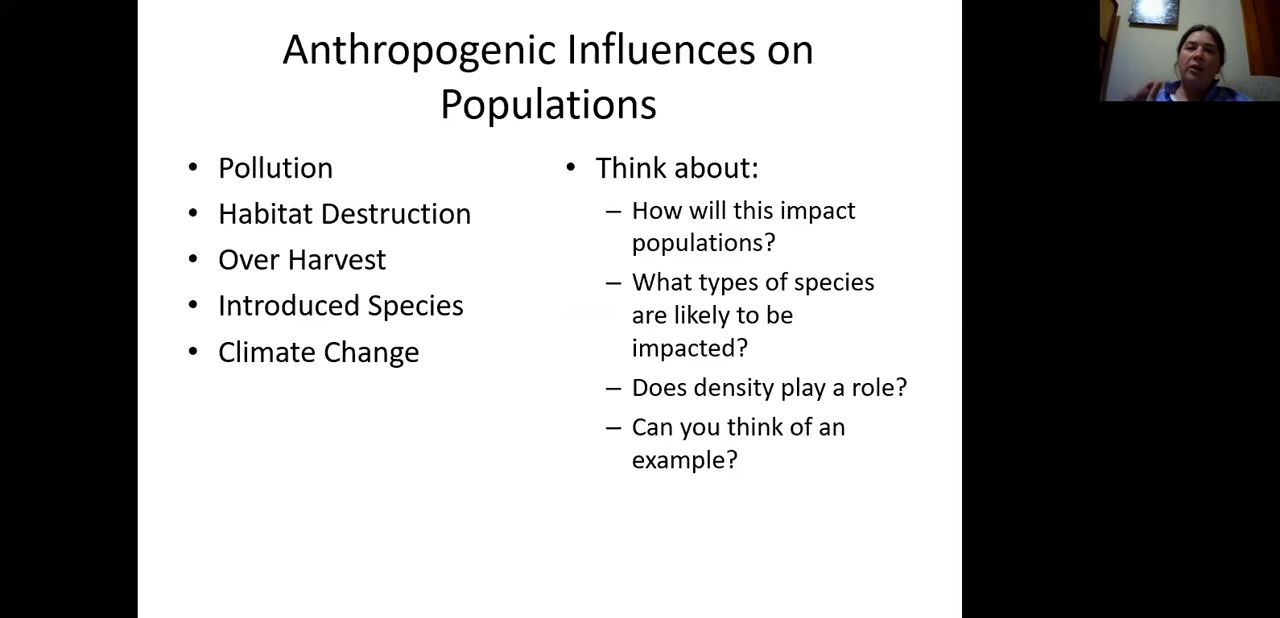 Anthropogenic Influences on
Populations
• Pollution
• Habitat Destruction
• Over Harvest
• Introduced Species
• Climate Change
• Think about:
– How will this impact
populations?
– What types of species
are likely to be
impacted?
– Does density play a role?
– Can you think of an
example?